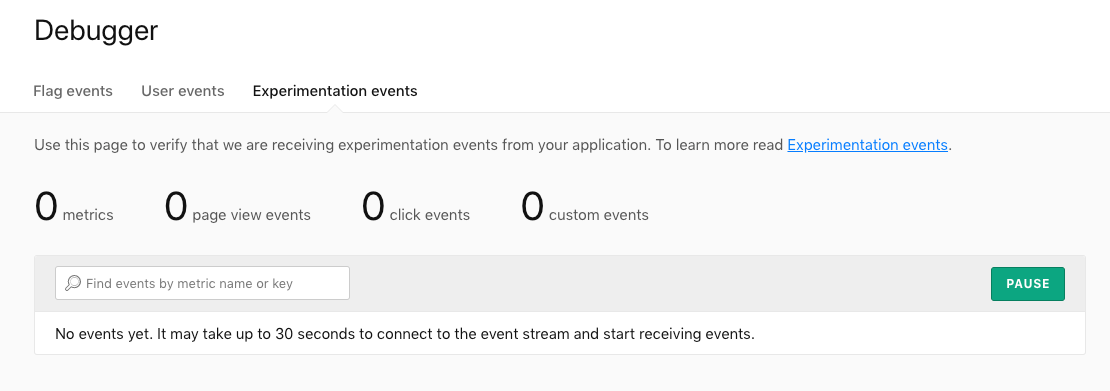 Debugger
Flag events User events Experimentation events
Use this page to verify that we are receiving experimentation events from your application. To learn more read Experimentation events.
0 metrics 0 page view events 0 click events 0 custom events
Find events by metric name or key PAUSE
No events yet. It may take up to 30 seconds to connect to the event stream and start receiving events.